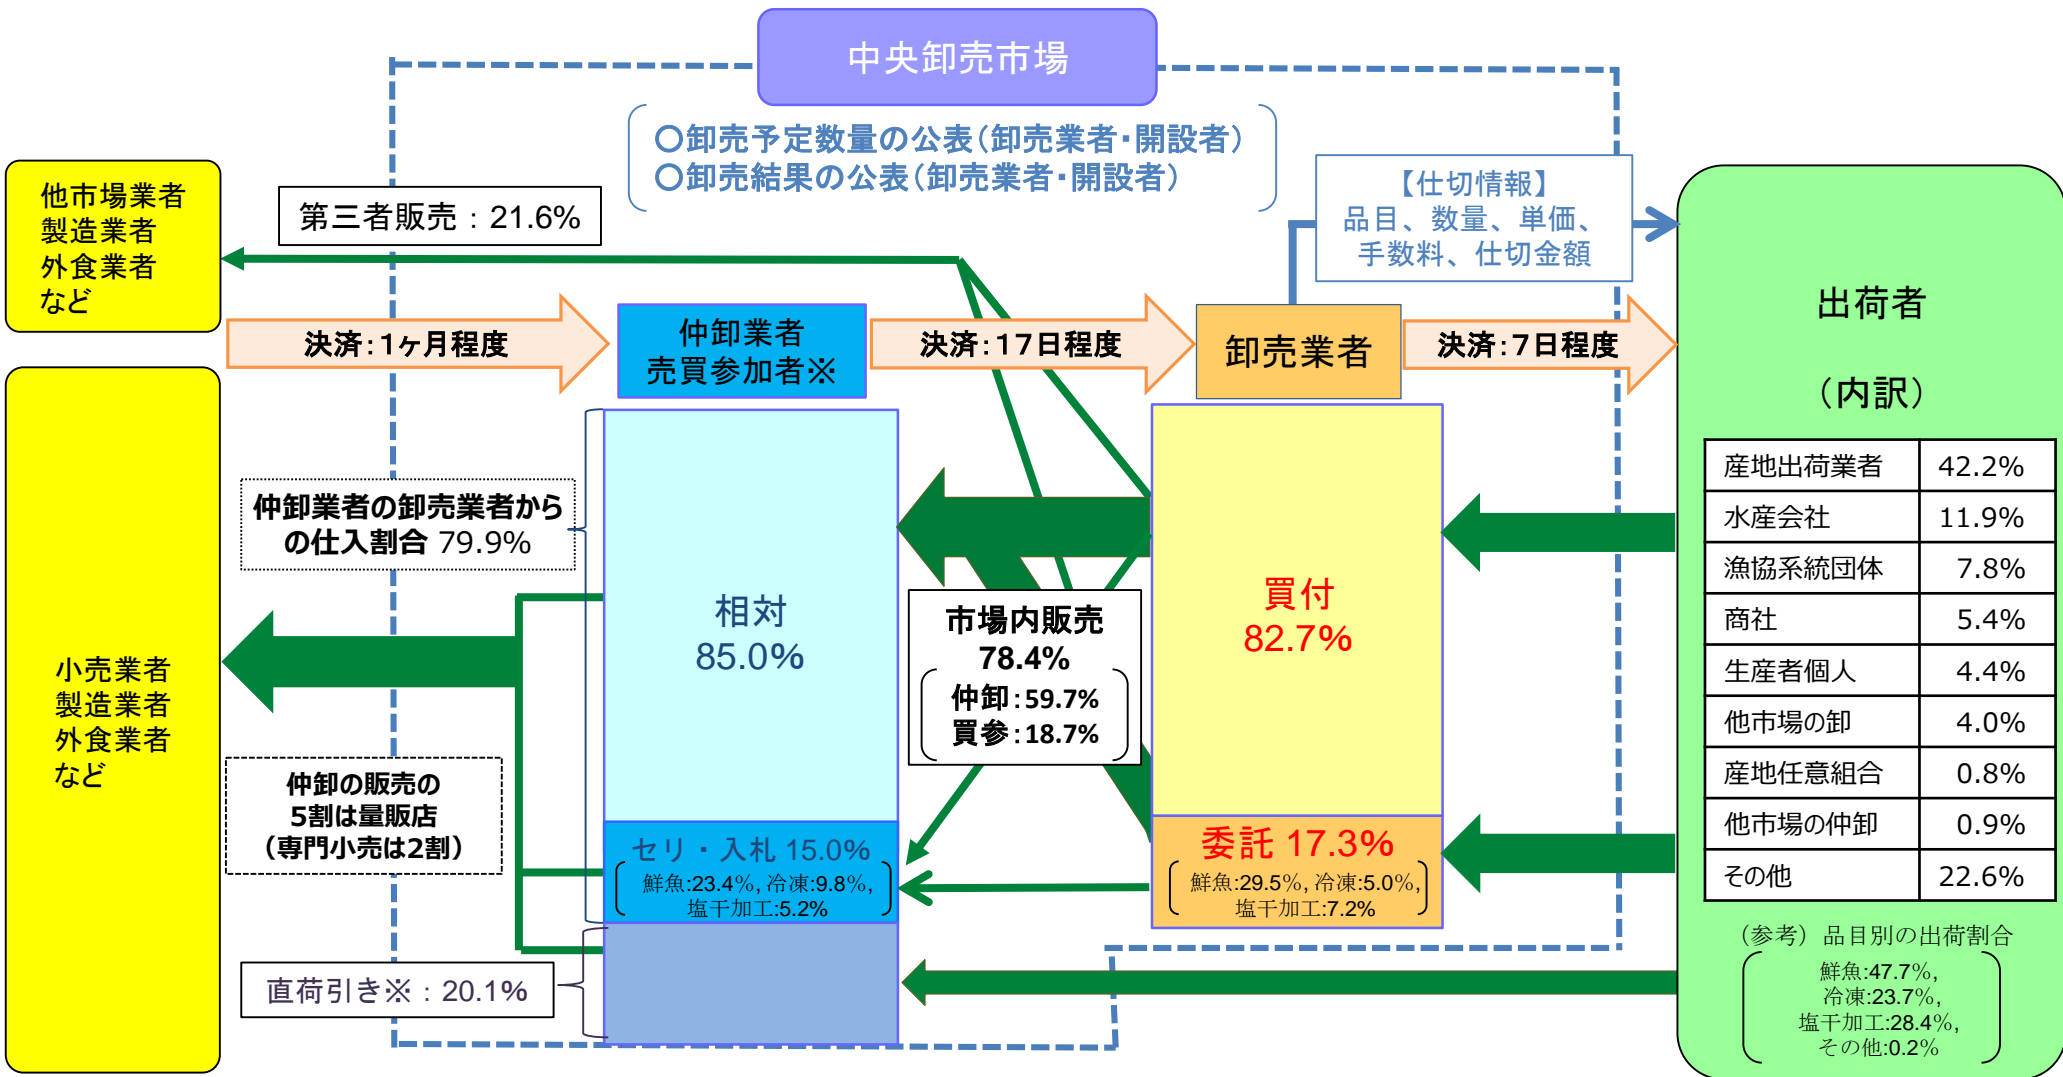 中央卸売市場
○卸売予定数量の公表（卸売業者・開設者）
○卸売結果の公表（卸売業者・開設者）
他市場業者
製造業者
外食業者
など
第三者販売：21.6%
【仕切情報】
品目、数量、単価、
手数料、仕切金額
決済：1ヶ月程度
仲卸業者
売買参加者※
決済：17日程度
卸売業者
決済：7日程度
出荷者
（内訳）
産地出荷業者 42.2%
水産会社 11.9%
漁協系統団体 7.8%
商社 5.4%
生産者個人 4.4%
他市場の卸 4.0%
産地任意組合 0.8%
他市場の仲卸 0.9%
その他 22.6%
（参考）品目別の出荷割合
鮮魚:47.7%,
冷凍:23.7%,
塩干加工:28.4%,
その他:0.2%
仲卸業者の卸売業者から
の仕入割合 79.9%
相対
85.0%
市場内販売
78.4%
仲卸：59.7%
買参：18.7%
買付
82.7%
小売業者
製造業者
外食業者
など
仲卸の販売の
5割は量販店
（専門小売は2割）
セリ・入札 15.0%
鮮魚:23.4%, 冷凍:9.8%,
塩干加工:5.2%
委託 17.3%
鮮魚:29.5%, 冷凍:5.0%,
塩干加工:7.2%
直荷引き※：20.1%